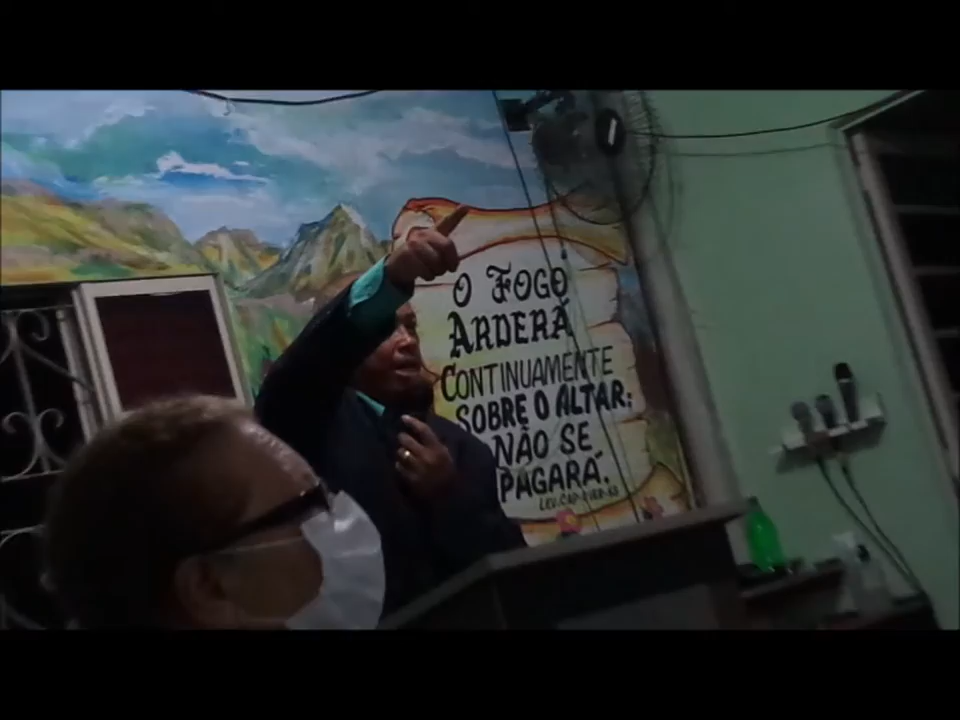 O FOGO
ARDERÁ
CONTINUAMENTE
SOBRE O ALTAR:
NÃO SE
PAGARÁ.